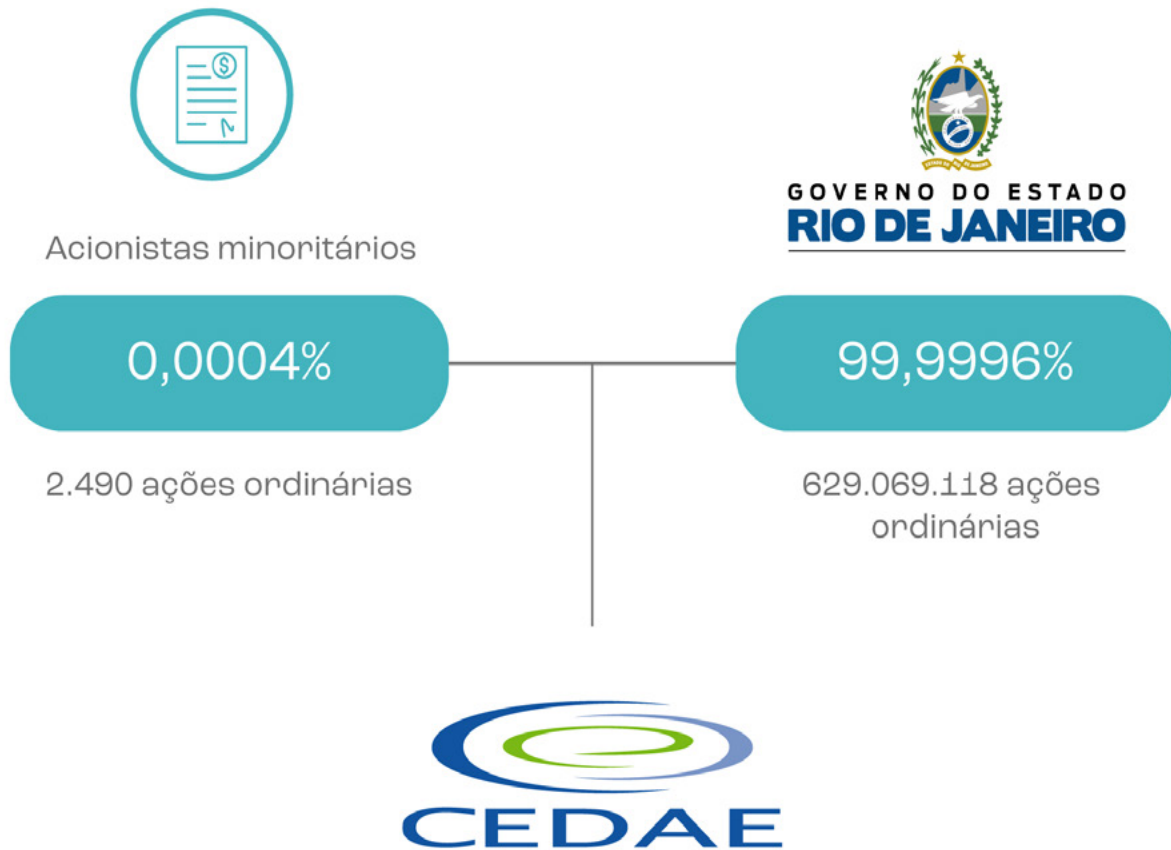 GOVERNO DO ESTADO
RIO DE JANEIRO
Acionistas minoritários
0,0004%
99,9996%
2.490 ações ordinárias
629.069.118 ações
ordinárias
CEDAE